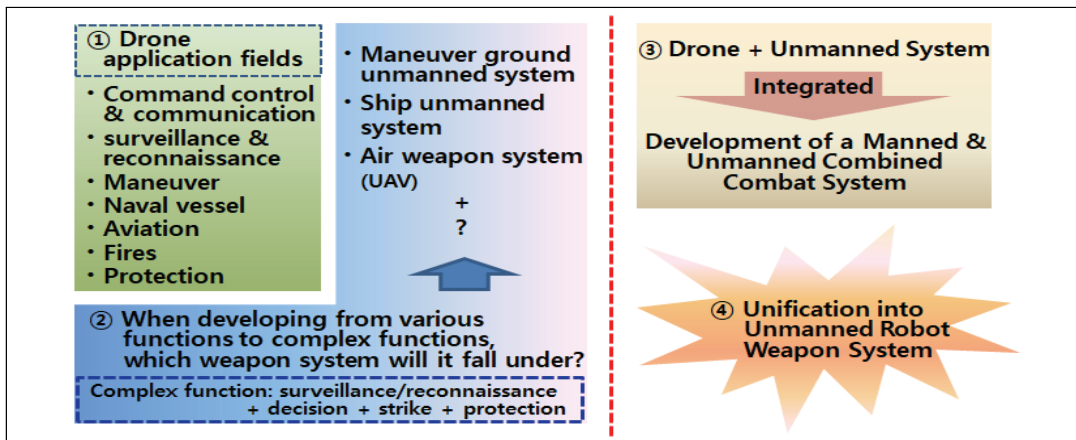 ① Drone
application fields
・Command control
& communication
・surveillance &
reconnaissance
・Maneuver
・Naval vessel
・Aviation
・Fires
・Protection
・Maneuver ground
unmanned system
・Ship unmanned
system
・Air weapon system
(UAV)
+
?
② When developing from various
functions to complex functions,
which weapon system will it fall under?
Complex function: surveillance/reconnaissance
+ decision + strike + protection
③ Drone + Unmanned System
Integrated
Development of a Manned &
Unmanned Combined
Combat System
④ Unification into
Unmanned Robot
Weapon System